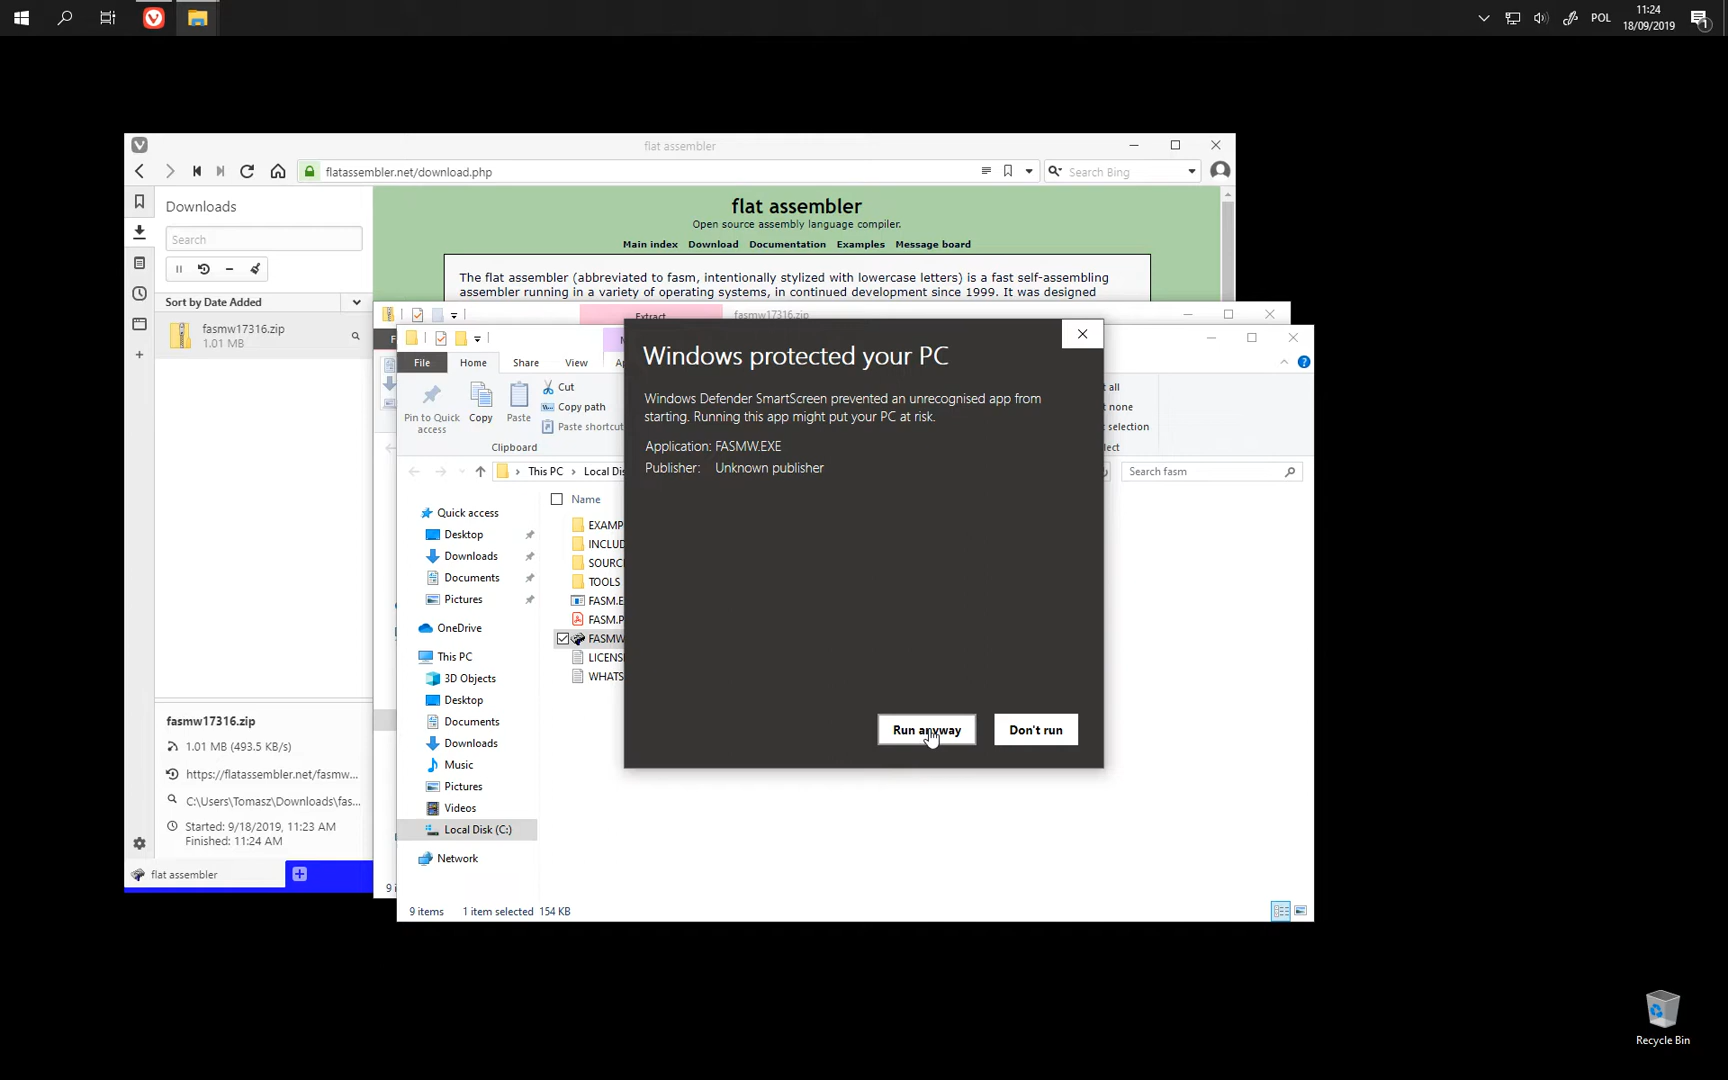 POL
11:24
18/09/2019
1
flat assembler
flatassembler.net/download.php
Search Bing
Downloads
Search
Sort by Date Added
fasmw17316.zip
1.01 MB
flat assembler
Open source assembly language compiler.
Main index Download Documentation Examples Message board
The flat assembler (abbreviated to fasm, intentionally stylized with lowercase letters) is a fast self-assembling
assembler running in a variety of operating systems, in continued development since 1999. It was designed
Extract
fasmw17316.zip
File
Home
Share
View
Pin to Quick
access
Copy
Paste
Cut
Copy path
Paste shortcut
Clipboard
all
none
selection
This PC
Local Dis
Search fasm
Name
Quick access
Desktop
Downloads
Documents
Pictures
OneDrive
This PC
3D Objects
Desktop
Documents
Downloads
Music
Pictures
Videos
Local Disk (C:)
Network
EXAMP
INCLUD
SOURC
TOOLS
FASM.E
FASM.P
FASMW
LICENS
WHATS
9 items 1 item selected 154 KB
Windows protected your PC
Windows Defender SmartScreen prevented an unrecognised app from
starting. Running this app might put your PC at risk.
Application: FASMW.EXE
Publisher: Unknown publisher
Run anyway
Don't run
fasmw17316.zip
1.01 MB (493.5 KB/s)
https://flatassembler.net/fasmw...
C:\Users\Tomasz\Downloads\fas...
Started: 9/18/2019, 11:23 AM
Finished: 11:24 AM
flat assembler
Recycle Bin